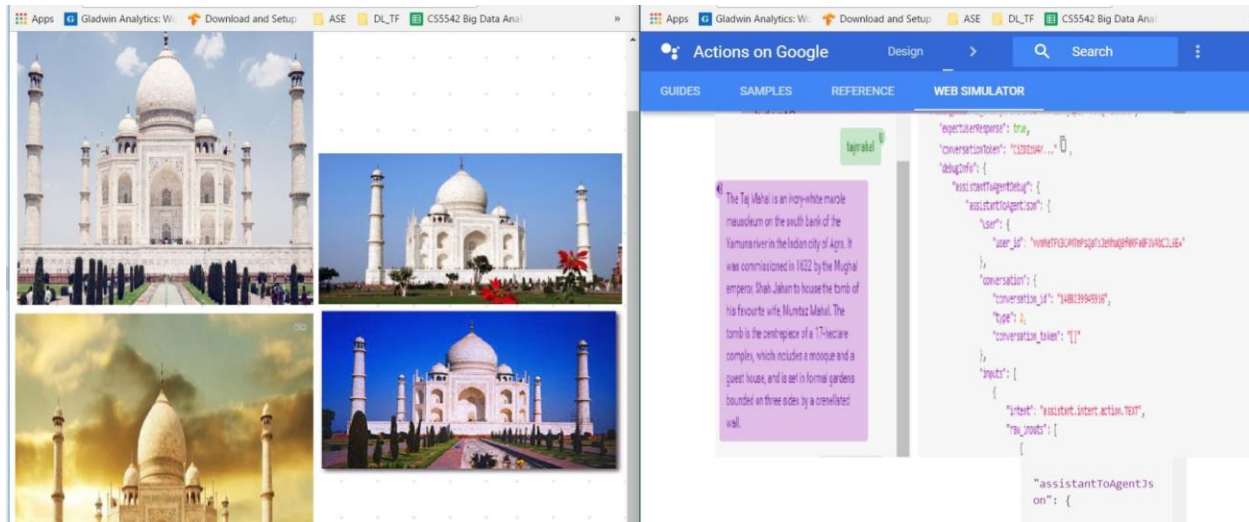 Apps Gladwin Analytics: Wo Download and Setup ASE DL_TF CS5542 Big Data Anal »
Apps Gladwin Analytics: Wo Download and Setup ASE DL_TF CS5542 Big Data Anal
Actions on Google Design > Search
GUIDES SAMPLES REFERENCE WEB SIMULATOR
tajmahal
The Taj Mahal is an ivory-white marble
mausoleum on the south bank of the
Yamuna river in the Indian city of Agra. It
was commissioned in 1632 by the Mughal
emperor, Shah Jahan to house the tomb of
his favourite wife, Mumtaz Mahal. The
tomb is the centrepiece of a 17-hectare
complex, which includes a mosque and a
guest house, and is set in formal gardens
bounded on three sides by a crenellated
wall.
"expectUserResponse": true,
"conversationToken":
"debugInfo": {
"assistantToAgentDebug": {
"assistantToAgentJson": {
"user": {
"user_id":
},
"conversation": {
"conversation_id":
"type": 2,
"conversation_token": "[]"
},
"inputs": [
{
"intent": "assistant.intent.action.TEXT",
"raw_inputs": [
{
"assistantToAgentJs
on": {